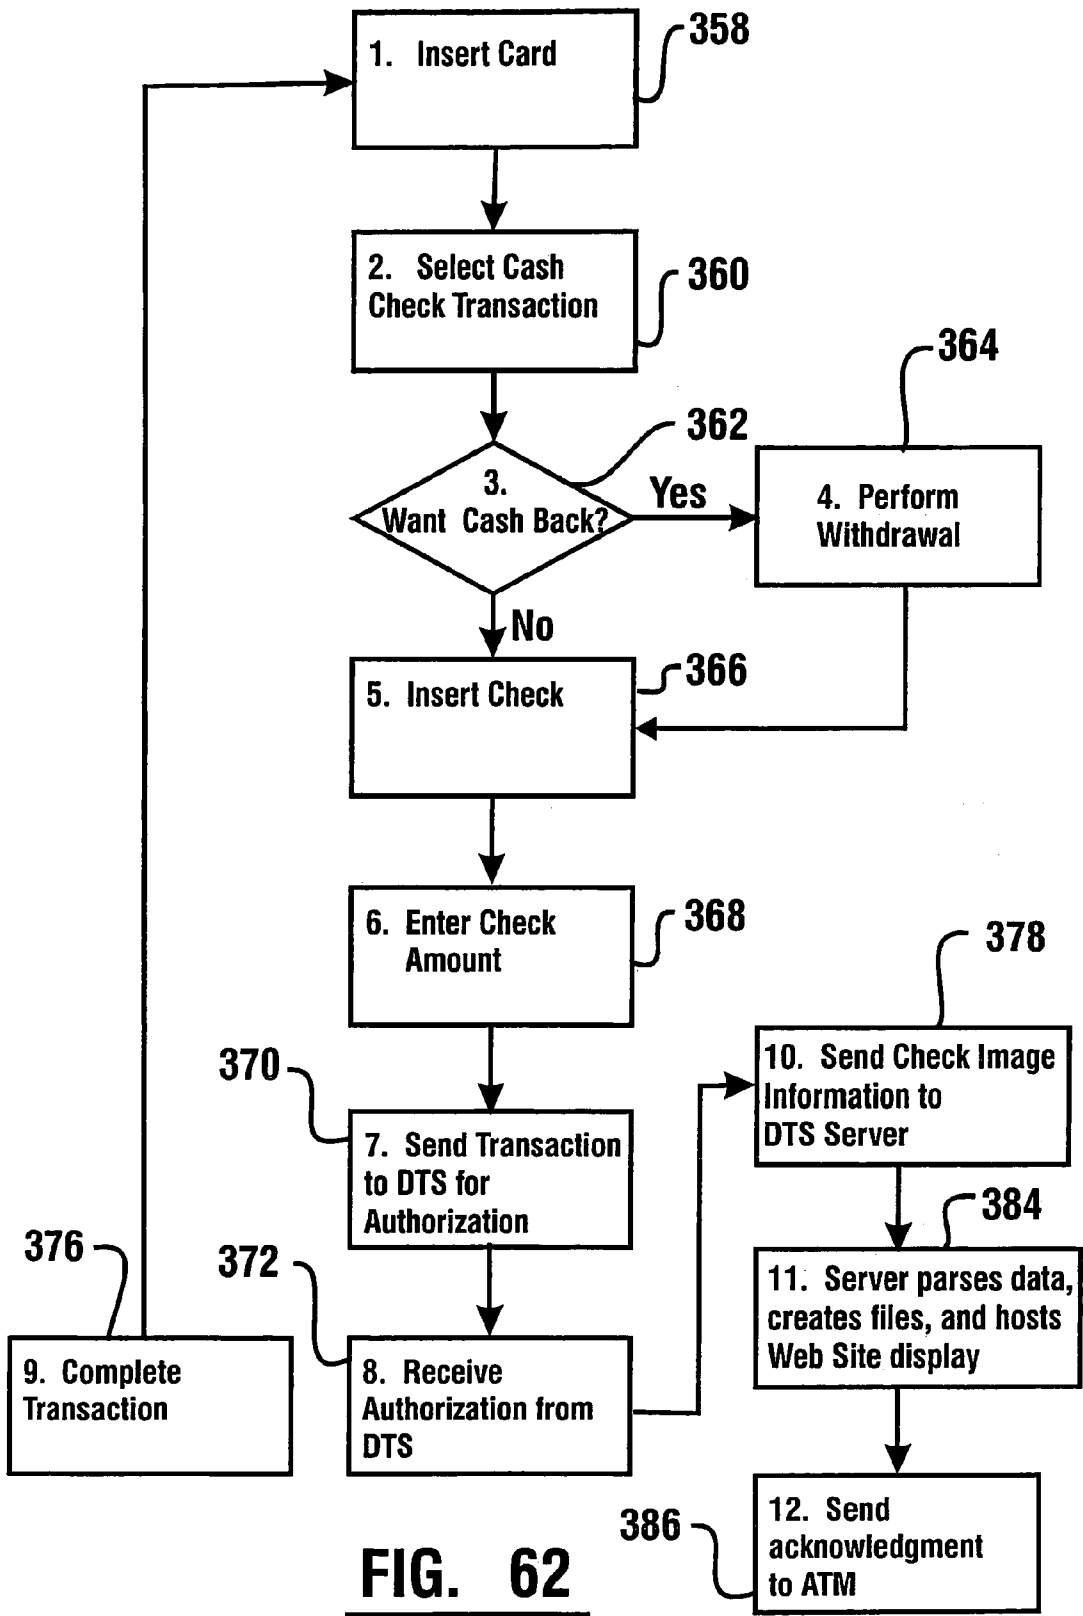 358
1. Insert Card
360
2. Select Cash
Check Transaction
364
362
3.
Want Cash Back?
Yes
4. Perform
Withdrawal
No
366
5. Insert Check
368
6. Enter Check
Amount
378
10. Send Check Image
Information to
DTS Server
370
7. Send Transaction
to DTS for
Authorization
384
11. Server parses data,
creates files, and hosts
Web Site display
376
372
9. Complete
Transaction
8. Receive
Authorization from
DTS
386
12. Send
acknowledgment
to ATM
FIG. 62